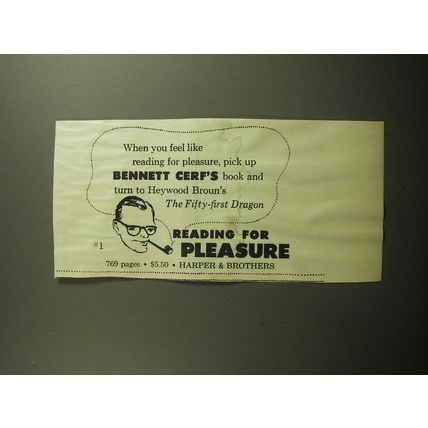 When you feel like
reading for pleasure, pick up
BENNETT CERF'S book and
turn to Heywood Broun's
The Fifty-first Dragon
READING FOR
#1
PLEASURE
769 pages • $5.50 • HARPER & BROTHERS